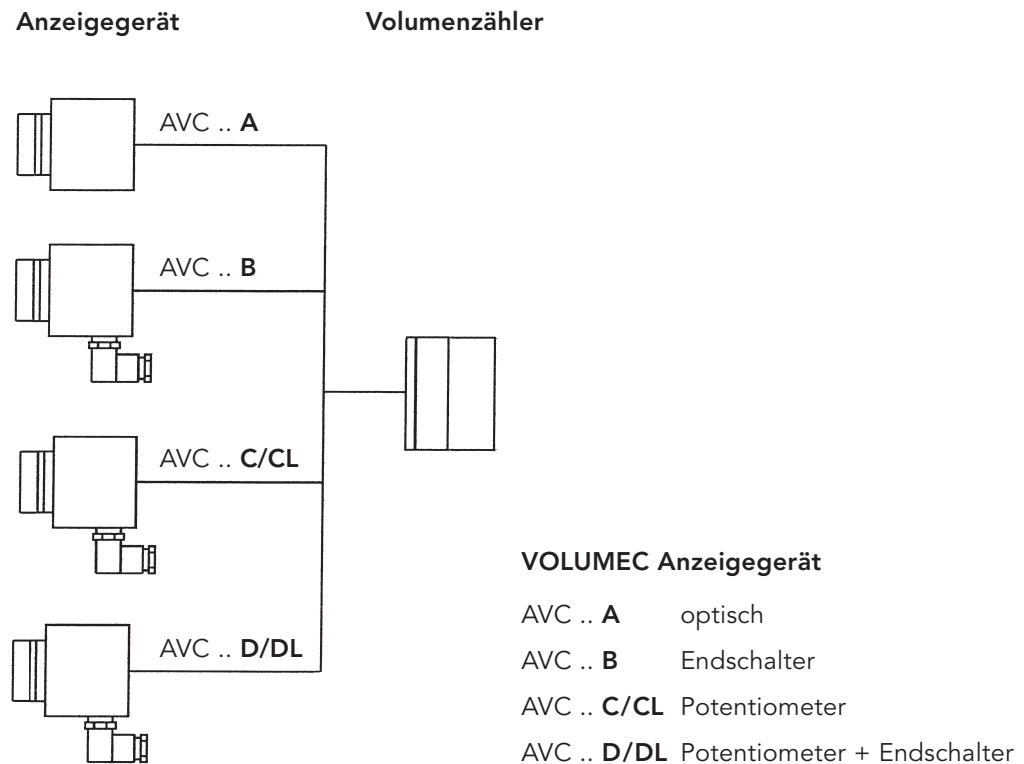 Anzeigegerät
Volumenzähler
AVC .. A
AVC .. B
AVC .. C/CL
AVC .. D/DL
VOLUMEC Anzeigegerät
AVC .. A optisch
AVC .. B Endschalter
AVC .. C/CL Potentiometer
AVC .. D/DL Potentiometer + Endschalter